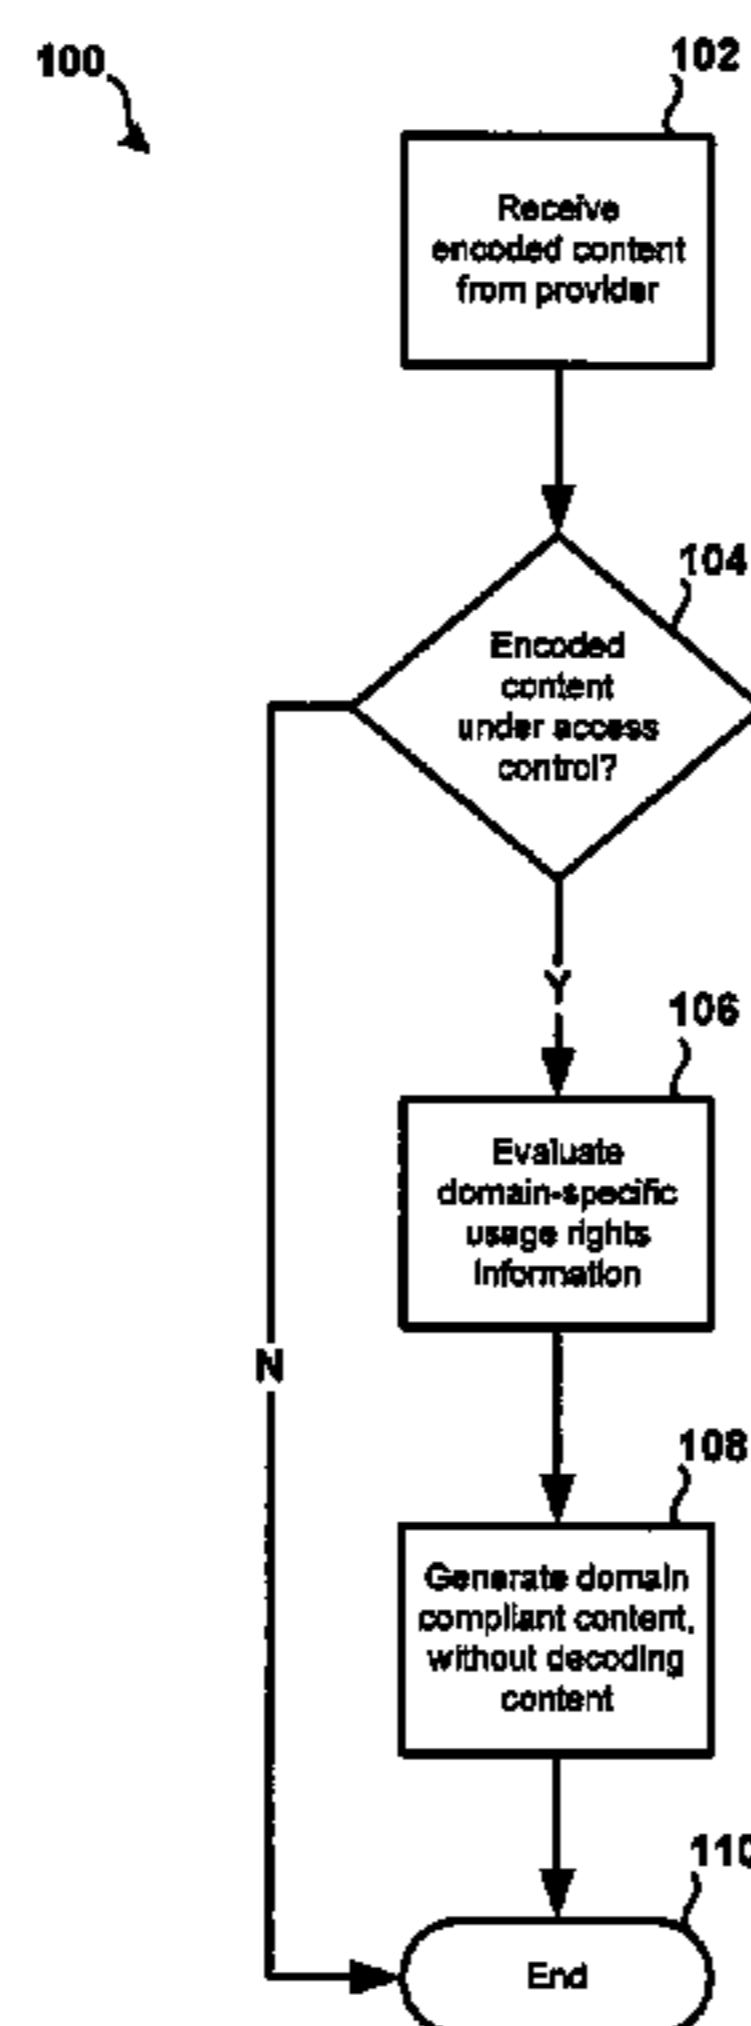 100
102
Receive
encoded content
from provider
104
Encoded
content
under access
control?
Y
106
Evaluate
domain-specific
usage rights
information
N
108
Generate domain
compliant content,
without decoding
content
110
End